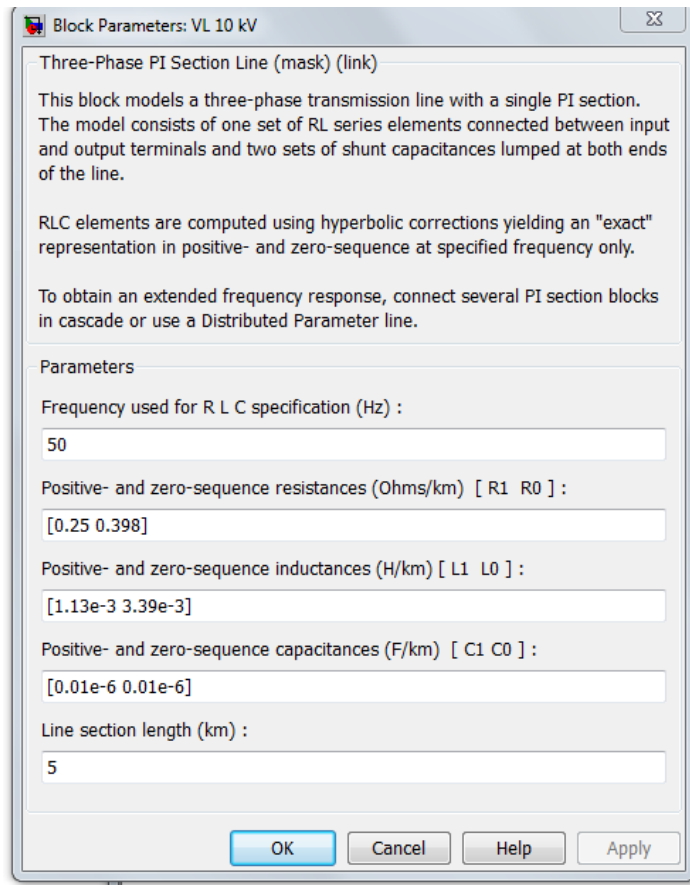 Block Parameters: VL 10 kV
Three-Phase PI Section Line (mask) (link)
This block models a three-phase transmission line with a single PI section.
The model consists of one set of RL series elements connected between input
and output terminals and two sets of shunt capacitances lumped at both ends
of the line.
RLC elements are computed using hyperbolic corrections yielding an "exact"
representation in positive- and zero-sequence at specified frequency only.
To obtain an extended frequency response, connect several PI section blocks
in cascade or use a Distributed Parameter line.
Parameters
Frequency used for R L C specification (Hz) :
50
Positive- and zero-sequence resistances (Ohms/km)  [ R1  R0 ] :
[0.25 0.398]
Positive- and zero-sequence inductances (H/km) [ L1  L0 ] :
[1.13e-3 3.39e-3]
Positive- and zero-sequence capacitances (F/km)  [ C1 C0 ] :
[0.01e-6 0.01e-6]
Line section length (km) :
5
OK Cancel Help Apply